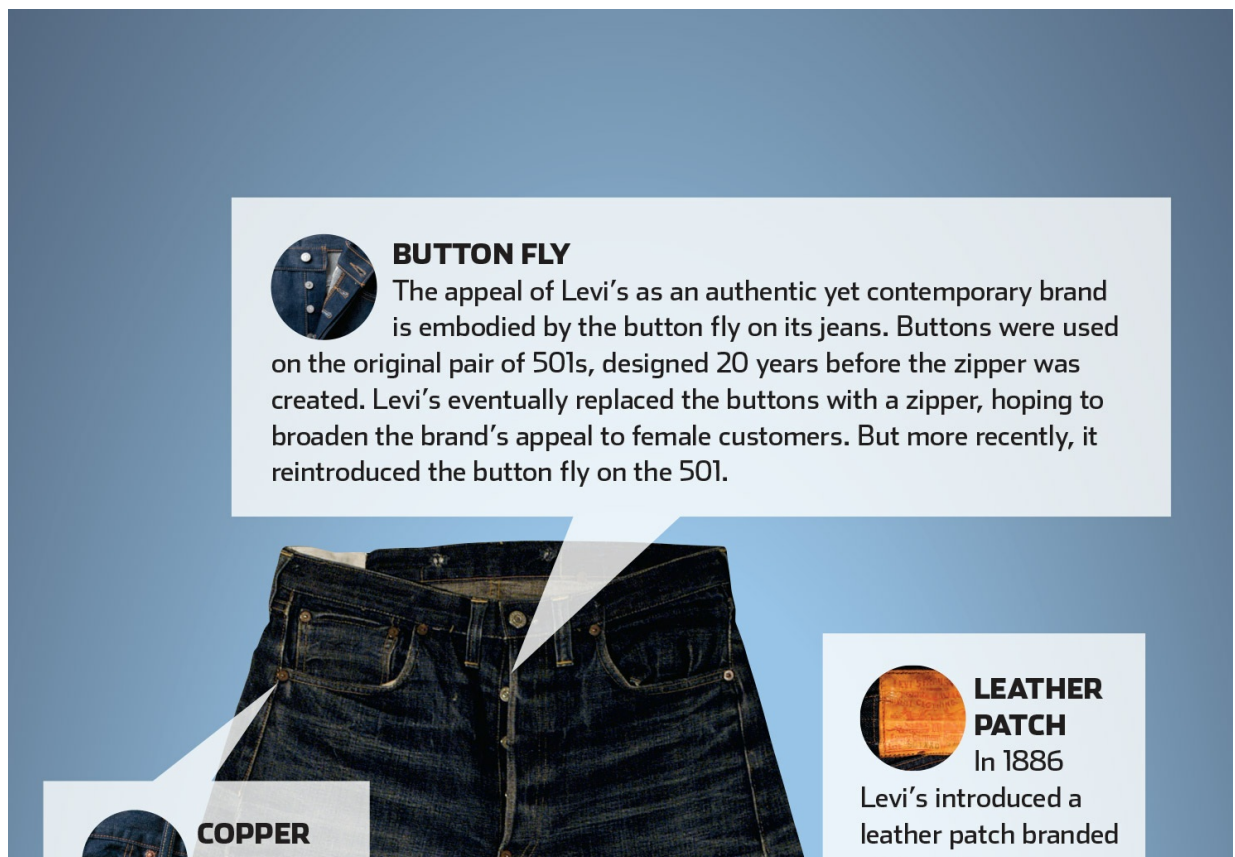 BUTTON FLY
The appeal of Levi's as an authentic yet contemporary brand
is embodied by the button fly on its jeans. Buttons were used
on the original pair of 501s, designed 20 years before the zipper was
created. Levi's eventually replaced the buttons with a zipper, hoping to
broaden the brand's appeal to female customers. But more recently, it
reintroduced the button fly on the 501.
LEATHER
PATCH
In 1886
Levi's introduced a
leather patch branded
COPPER